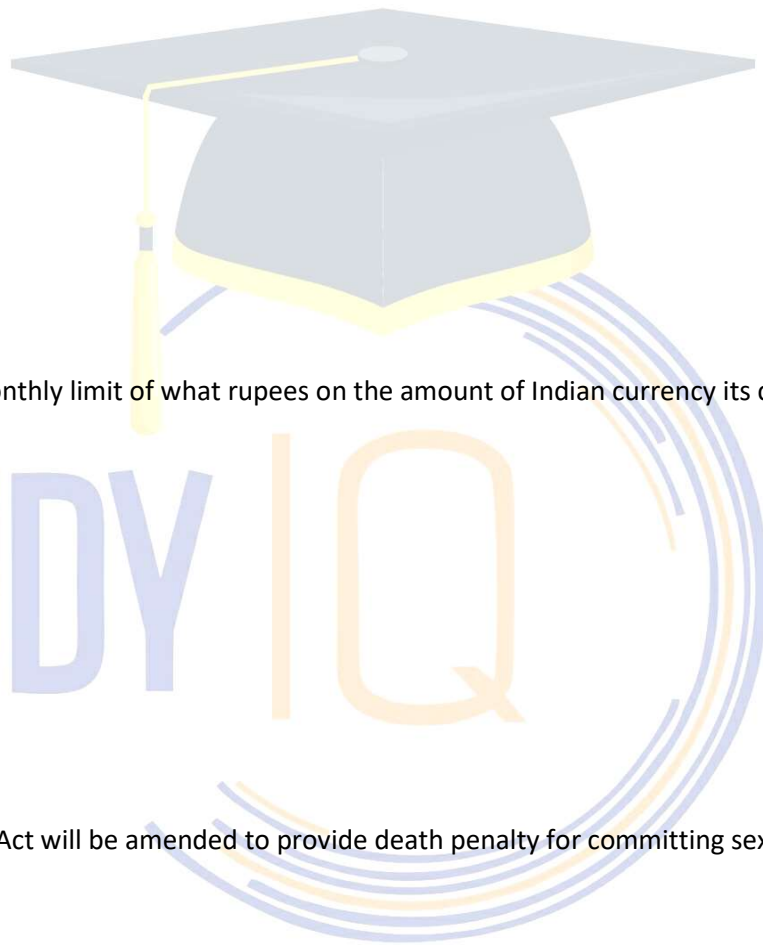 onthly limit of what rupees on the amount of Indian currency its c
DY IQ
Act will be amended to provide death penalty for committing sex